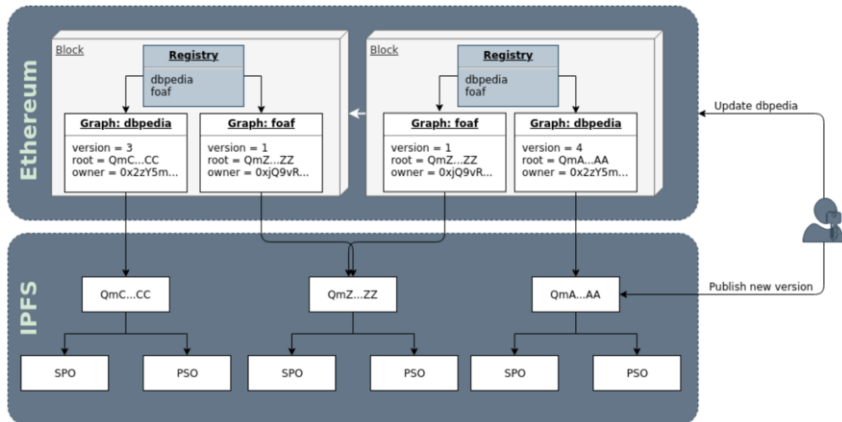 Ethereum
Block
Registry
dbpedia
foaf
Graph: dbpedia
version = 3
root = QmC...CC
owner = 0x2zY5m...
Graph: foaf
version = 1
root = QmZ...ZZ
owner = 0xjQ9vR...
Block
Registry
dbpedia
foaf
Graph: foaf
version = 1
root = QmZ...ZZ
owner = 0xjQ9vR...
Graph: dbpedia
version = 4
root = QmA...AA
owner = 0x2zY5m...
Update dbpedia
IPFS
QmC...CC
QmZ...ZZ
QmA...AA
Publish new version
SPO
PSO
SPO
PSO
SPO
PSO